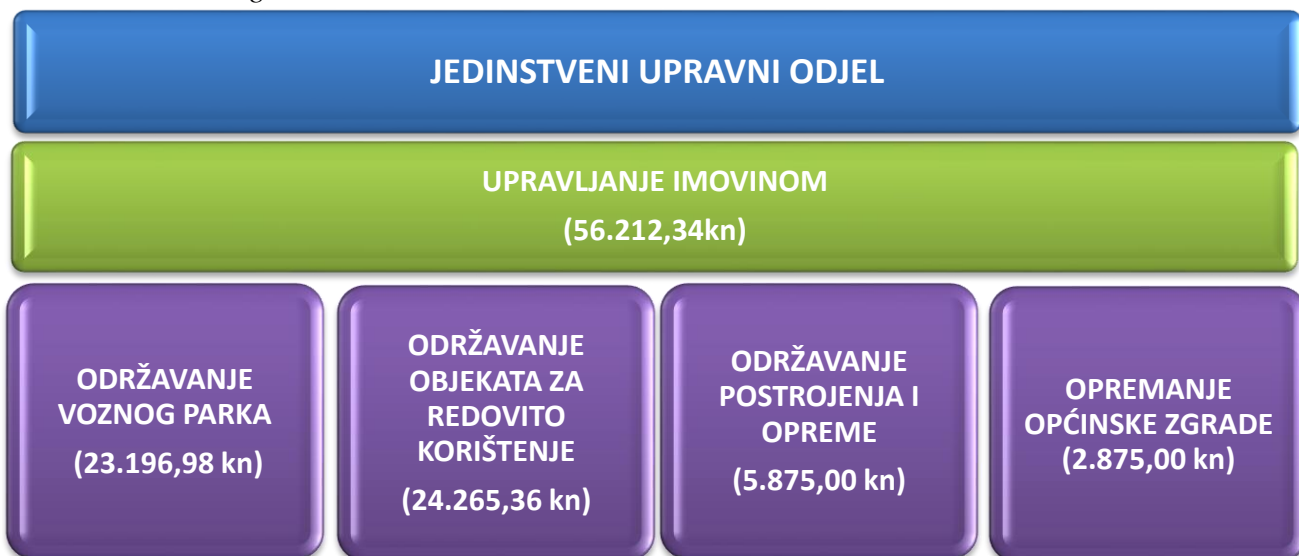 JEDINSTVENI UPRAVNI ODJEL
UPRAVLJANJE IMOVINOM
(56.212,34kn)
ODRŽAVANJE
VOZNOG PARKA
(23.196,98 kn)
ODRŽAVANJE
OBJEKATA ZA
REDOVITO
KORIŠTENJE
(24.265,36 kn)
ODRŽAVANJE
POSTROJENJA I
OPREME
(5.875,00 kn)
OPREMANJE
OPĆINSKE ZGRADE
(2.875,00 kn)